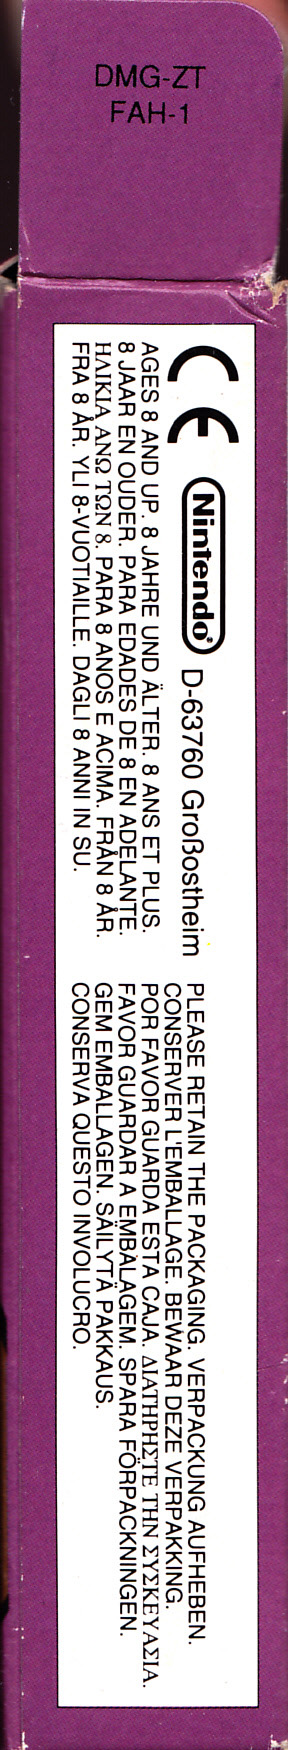 DMG-ZT
FAH-1
CE Nintendo® D-63760 Großostheim
AGES 8 AND UP. 8 JAHRE UND ÄLTER. 8 ANS ET PLUS.
8 JAAR EN OUDER. PARA EDADES DE 8 EN ADELANTE.
ΗΛΙΚΙΑ ΑΝΩ ΤΩΝ 8. PARA 8 ANOS E ACIMA. FRÅN 8 ÅR.
FRA 8 ÅR. YLI 8-VUOTIAILLE. DAGLI 8 ANNI IN SU.
PLEASE RETAIN THE PACKAGING. VERPACKUNG AUFHEBEN.
CONSERVER L'EMBALLAGE. BEWAAR DEZE VERPAKKING.
POR FAVOR GUARDA ESTA CAJA. ΔΙΑΤΗΡΗΣΤΕ ΤΗΝ ΣΥΣΚΕΥΑΣΙΑ.
FAVOR GUARDAR A EMBALAGEM. SPARA FÖRPACKNINGEN.
GEM EMBALLAGEN. SÄILYTÄ PAKKAUS.
CONSERVA QUESTO INVOLUCRO.